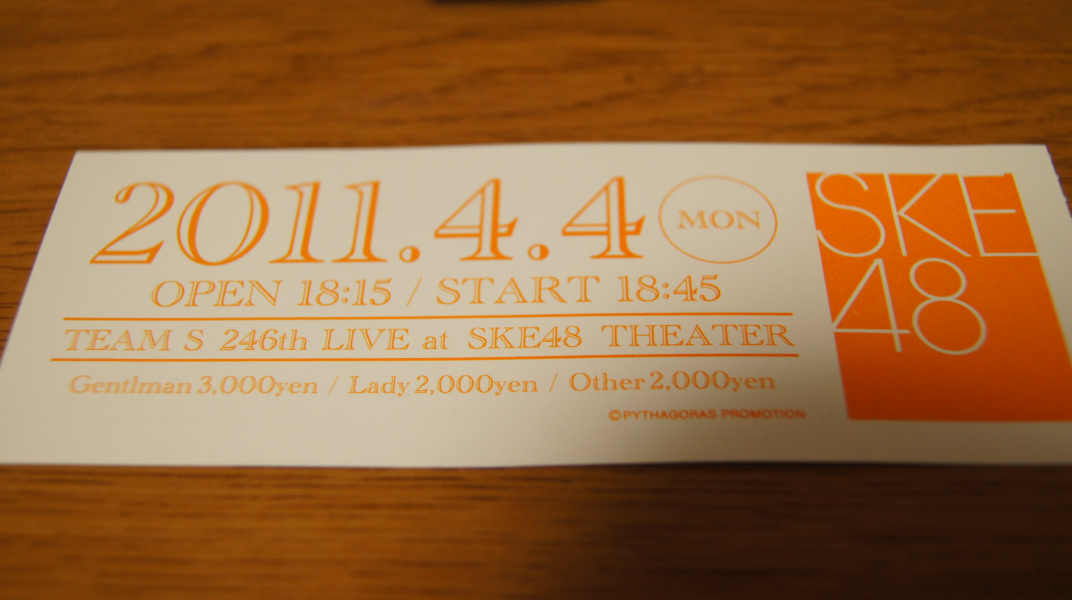 2011.4.4 MON
OPEN 18:15 / START 18:45
TEAM S 246th LIVE at SKE48 THEATER
Gentlman 3,000yen / Lady 2,000yen / Other 2,000yen
©PYTHAGORAS PROMOTION
SKE
48